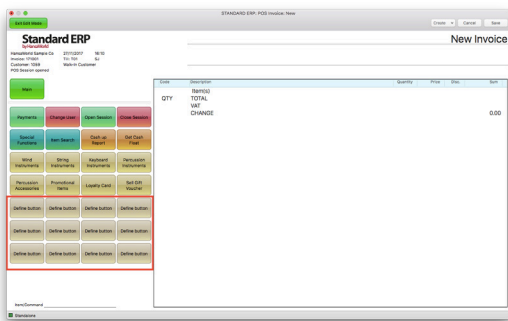 STANDARD ERP: POS Invoice: New
Exit Edit Mode
Create Cancel Save
Standard ERP
by HansaWorld
New Invoice
HansaWorld Sample Co 27/11/2017 16:10
Invoice: 171001 Till: T01 SJ
Customer: 1099 Walk-in Customer
POS Session opened
Main
Code Description Quantity Price Disc Sum
Item(s)
QTY TOTAL
VAT
CHANGE 0.00
Payments Change User Open Session Close Session
Special Functions Item Search Cash up Report Get Cash Float
Wind Instruments String Instruments Keyboard Instruments Percussion Instruments
Percussion Accessories Promotional Items Loyalty Card Sell Gift Voucher
Define button Define button Define button Define button
Define button Define button Define button Define button
Define button Define button Define button Define button
Item/Command
Standalone